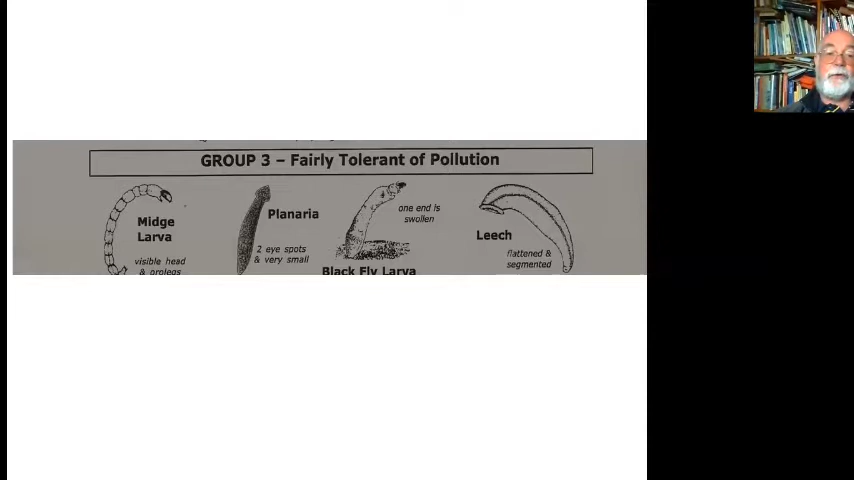 GROUP 3 – Fairly Tolerant of Pollution
Midge
Larva
visible head
& prolegs
Planaria
2 eye spots
& very small
one end is
swollen
Black Fly Larva
Leech
flattened &
segmented